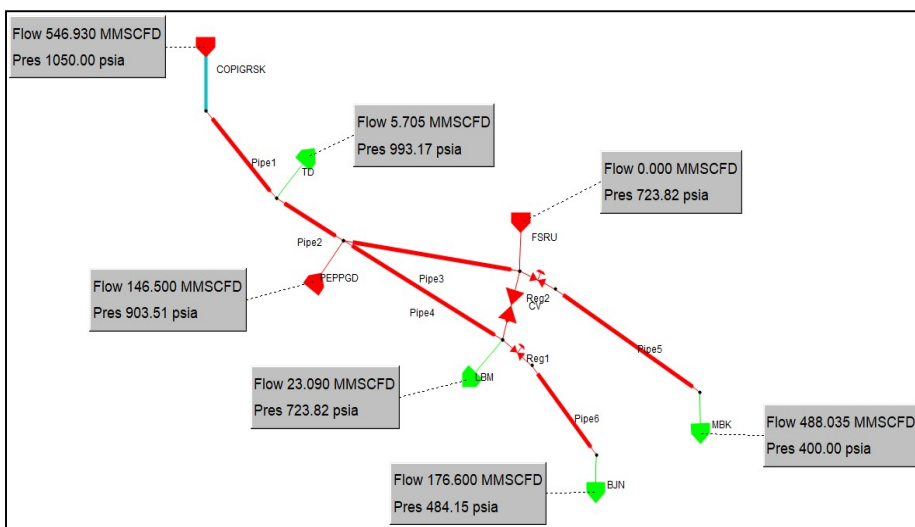 Flow 546.930 MMSCFD
Pres 1050.00 psia
COPIGRSK
Flow 5.705 MMSCFD
Pres 993.17 psia
Pipe1
TD
Flow 0.000 MMSCFD
Pres 723.82 psia
FSRU
Pipe2
Flow 146.500 MMSCFD
Pres 903.51 psia
PEPPGD
Pipe3
Pipe4
Reg2
CV
Pipe5
Reg1
Flow 23.090 MMSCFD
Pres 723.82 psia
LBM
Pipe6
Flow 488.035 MMSCFD
Pres 400.00 psia
MBK
Flow 176.600 MMSCFD
Pres 484.15 psia
BJN